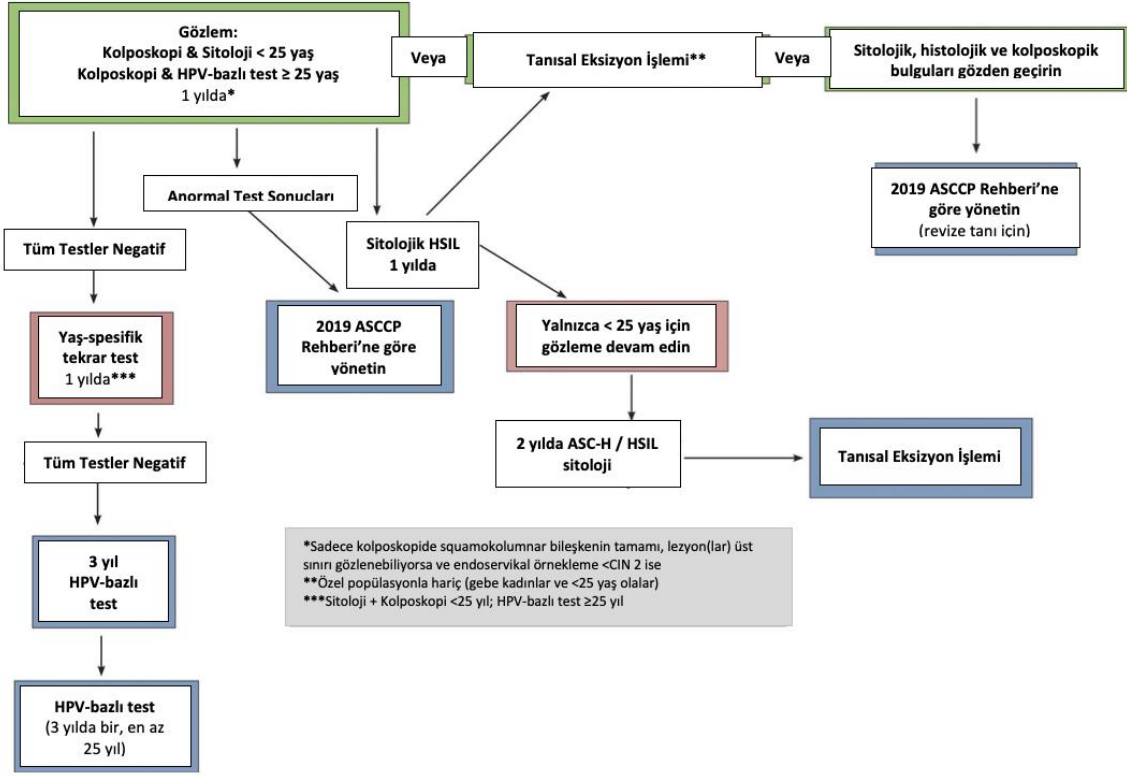 Gözlem:
Kolposkopi & Sitoloji < 25 yaş
Kolposkopi & HPV-bazlı test ≥ 25 yaş
1 yılda*
Veya
Tanısal Eksizyon İşlemi**
Veya
Sitolojik, histolojik ve kolposkopik
bulguları gözden geçirin
Anormal Test Sonuçları
2019 ASCCP Rehberi’ne
göre yönetin
(revize tanı için)
Tüm Testler Negatif
Sitolojik HSIL
1 yılda
Yaş-spesifik
tekrar test
1 yılda***
2019 ASCCP
Rehberi’ne göre
yönetin
Yalnızca < 25 yaş için
gözleme devam edin
Tüm Testler Negatif
2 yılda ASC-H / HSIL
sitoloji
Tanısal Eksizyon İşlemi
3 yıl
HPV-bazlı
test
*Sadece kolposkopide squamokolumnar bileşkenin tamamı, lezyon(lar) üst
sınırı gözlenebiliyorsa ve endoservikal örnekleme <CIN 2 ise
**Özel popülasyonla hariç (gebe kadınlar ve <25 yaş olalar)
***Sitoloji + Kolposkopi <25 yıl; HPV-bazlı test ≥25 yıl
HPV-bazlı test
(3 yılda bir, en az
25 yıl)